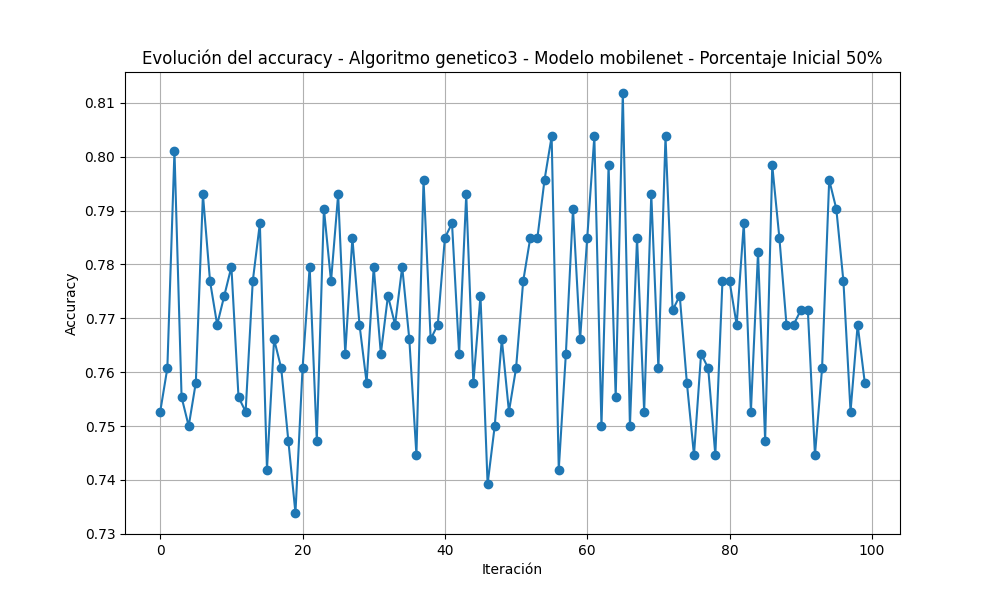 Evolución del accuracy - Algoritmo genetico3 - Modelo mobilenet - Porcentaje Inicial 50%
0.81
0.80
0.79
0.78
0.77
0.76
0.75
0.74
0.73
Accuracy
0 20 40 60 80 100
Iteración